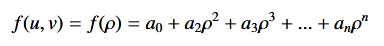 f(u, v) = f(ρ) = a₀ + a₂ρ² + a₃ρ³ + ... + aₙρⁿ